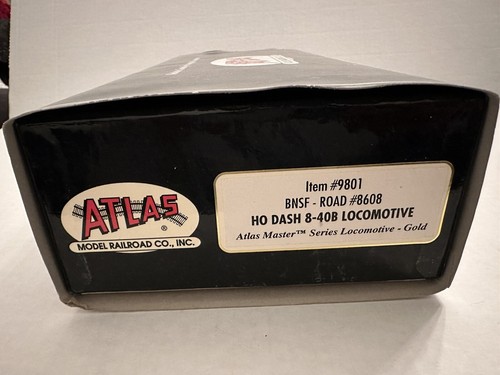 ATLAS
®
MODEL RAILROAD CO., INC.
Item #9801
BNSF - ROAD #8608
HO DASH 8-40B LOCOMOTIVE
Atlas Master™ Series Locomotive - Gold